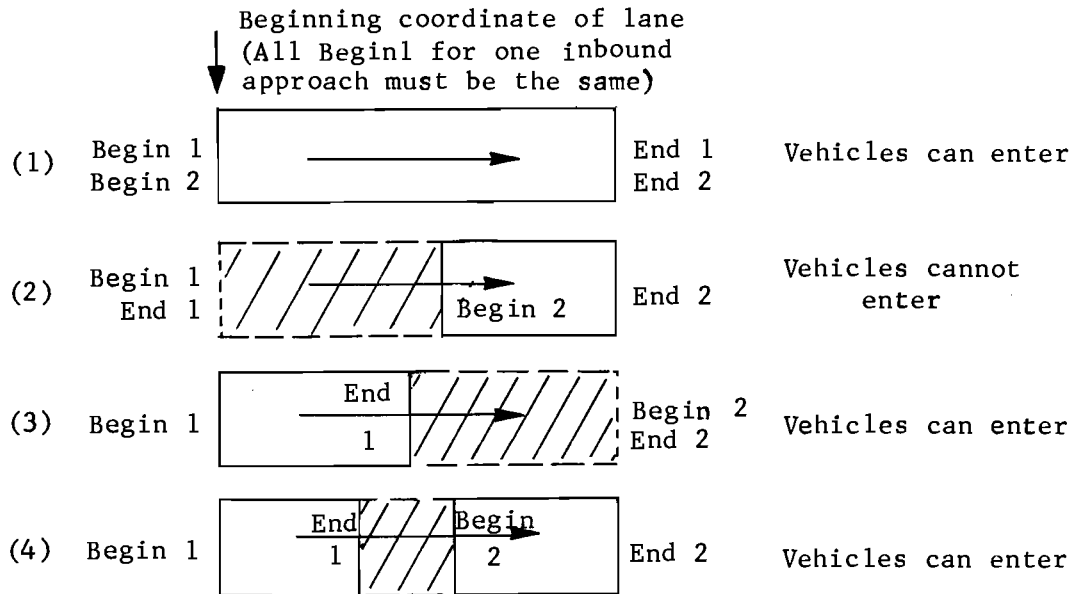 Beginning coordinate of lane
(All Begin1 for one inbound
approach must be the same)
(1) Begin 1 End 1 Vehicles can enter
Begin 2 End 2
(2) Begin 1 Begin 2 End 2 Vehicles cannot
End 1 enter
(3) Begin 1 End Begin 2 Vehicles can enter
1 End 2
(4) Begin 1 End Begin End 2 Vehicles can enter
1 2